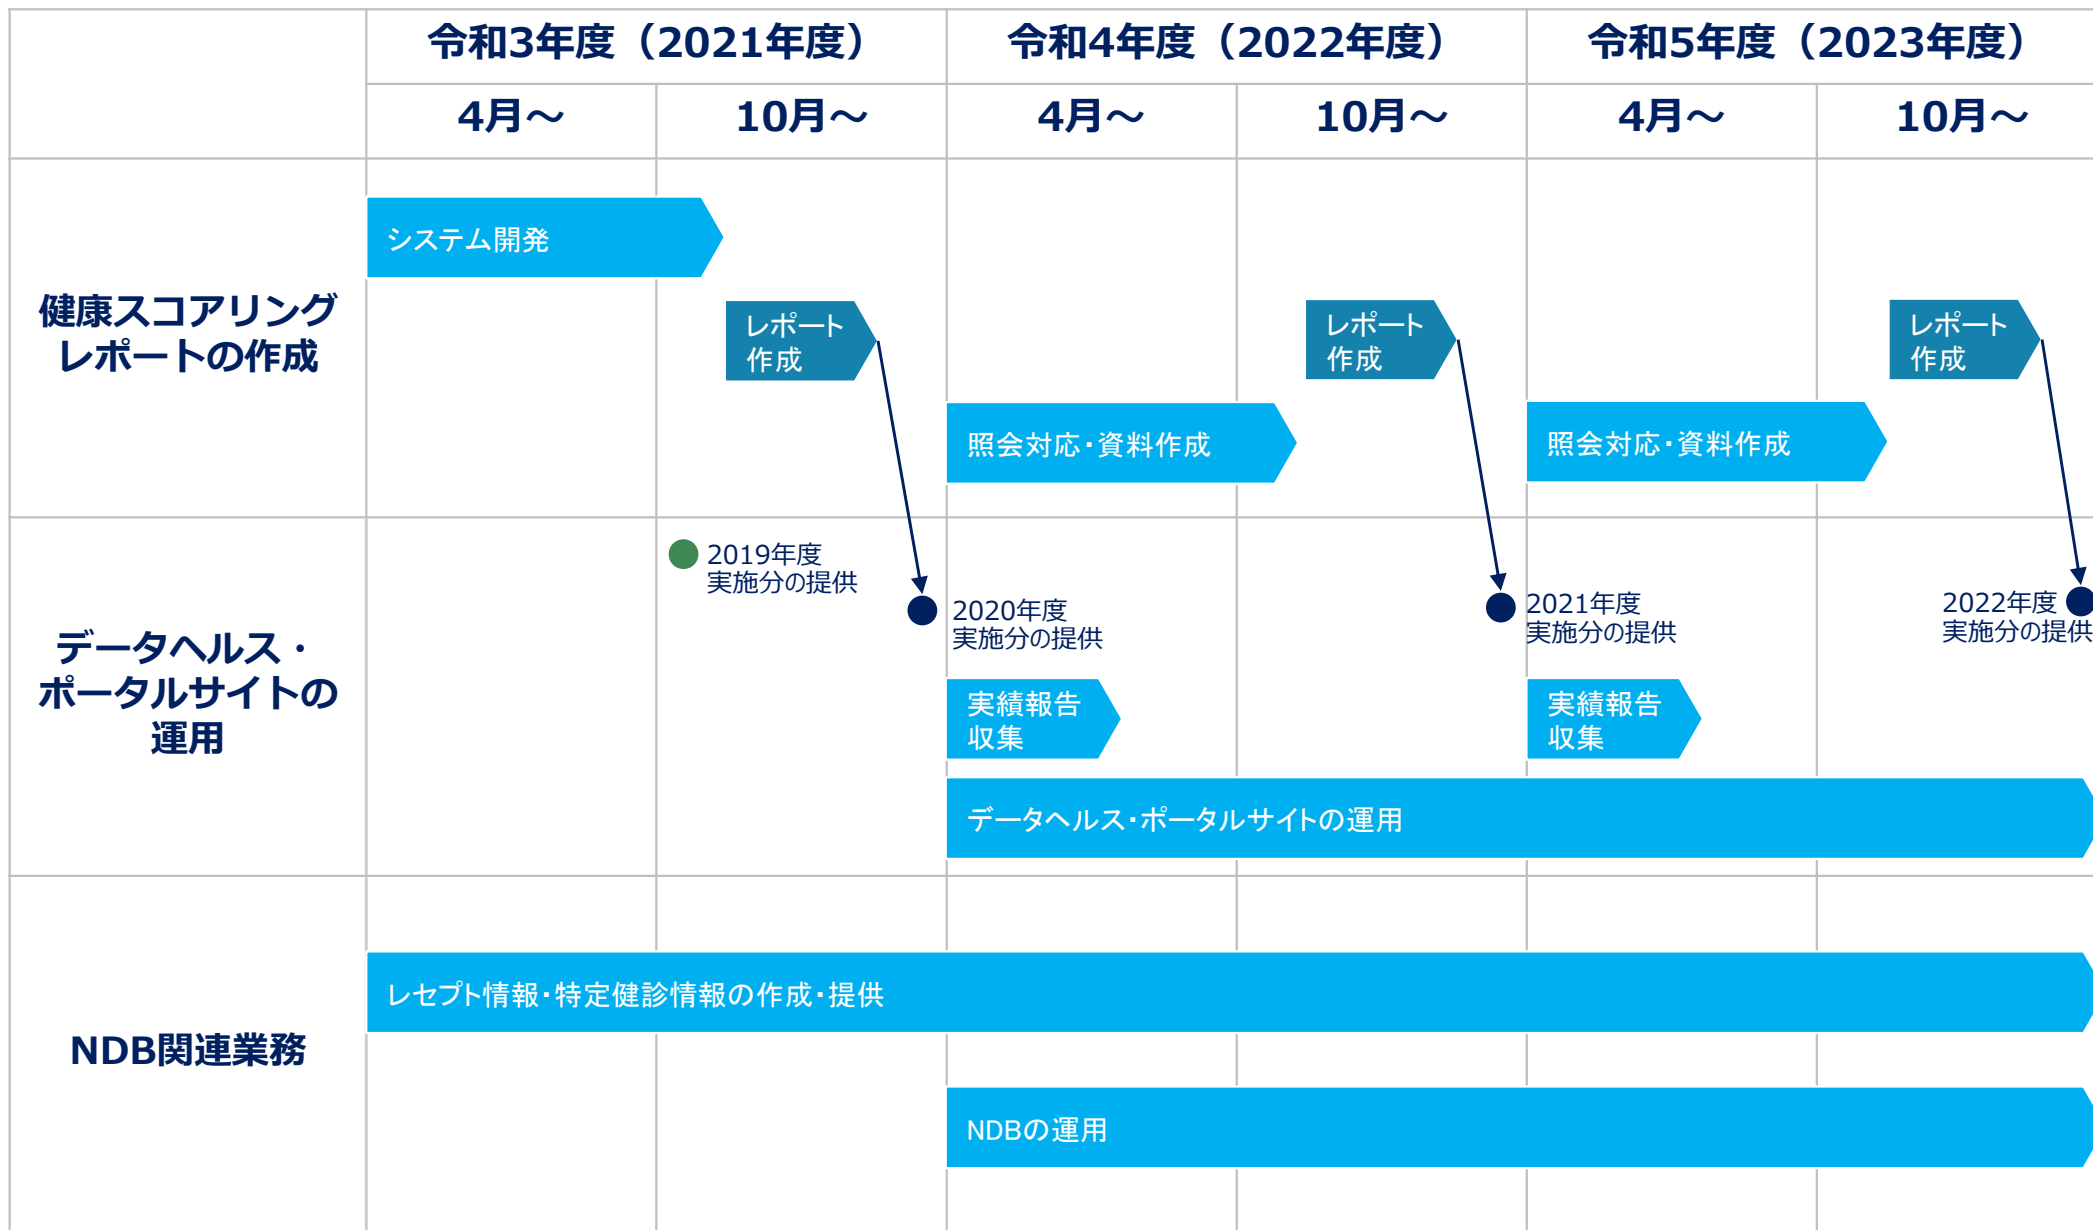 令和3年度（2021年度）
令和4年度（2022年度）
令和5年度（2023年度）
4月～
10月～
4月～
10月～
4月～
10月～
健康スコアリング
レポートの作成
システム開発
レポート
作成
レポート
作成
レポート
作成
照会対応・資料作成
照会対応・資料作成
データヘルス・
ポータルサイトの
運用
2019年度
実施分の提供
2020年度
実施分の提供
2021年度
実施分の提供
2022年度
実施分の提供
実績報告
収集
実績報告
収集
データヘルス・ポータルサイトの運用
NDB関連業務
レセプト情報・特定健診情報の作成・提供
NDBの運用